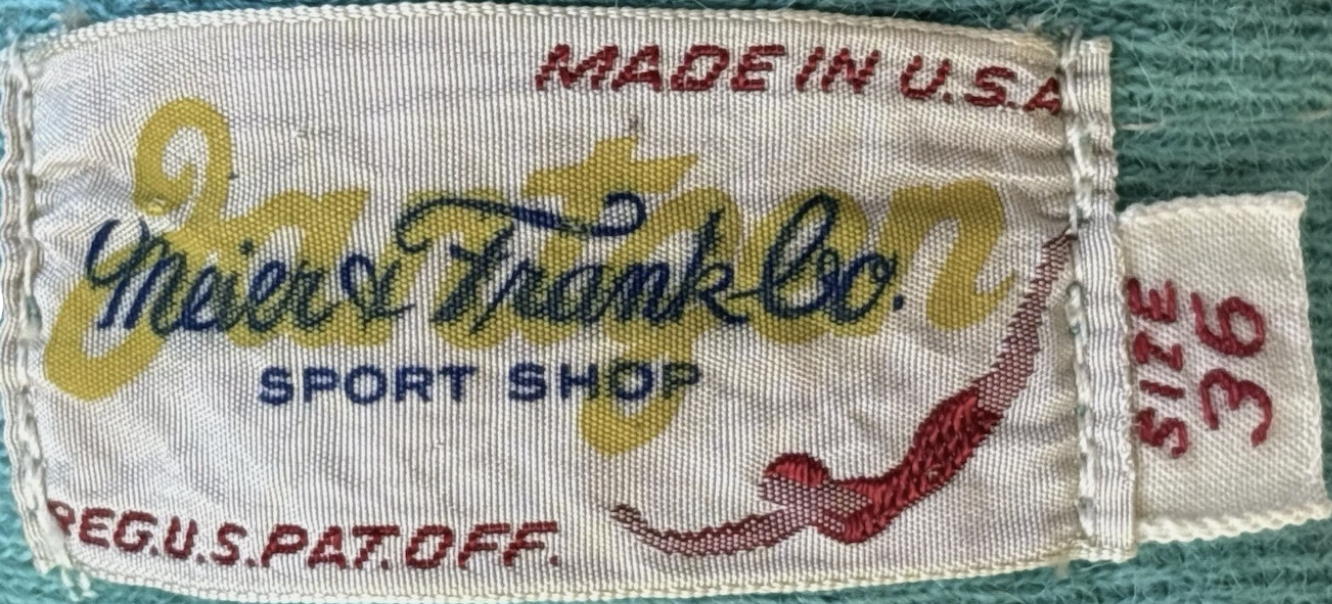 MADE IN U.S.A
Jantzen
Meier & Frank Co.
SPORT SHOP
REG.U.S.PAT.OFF.
SIZE
36